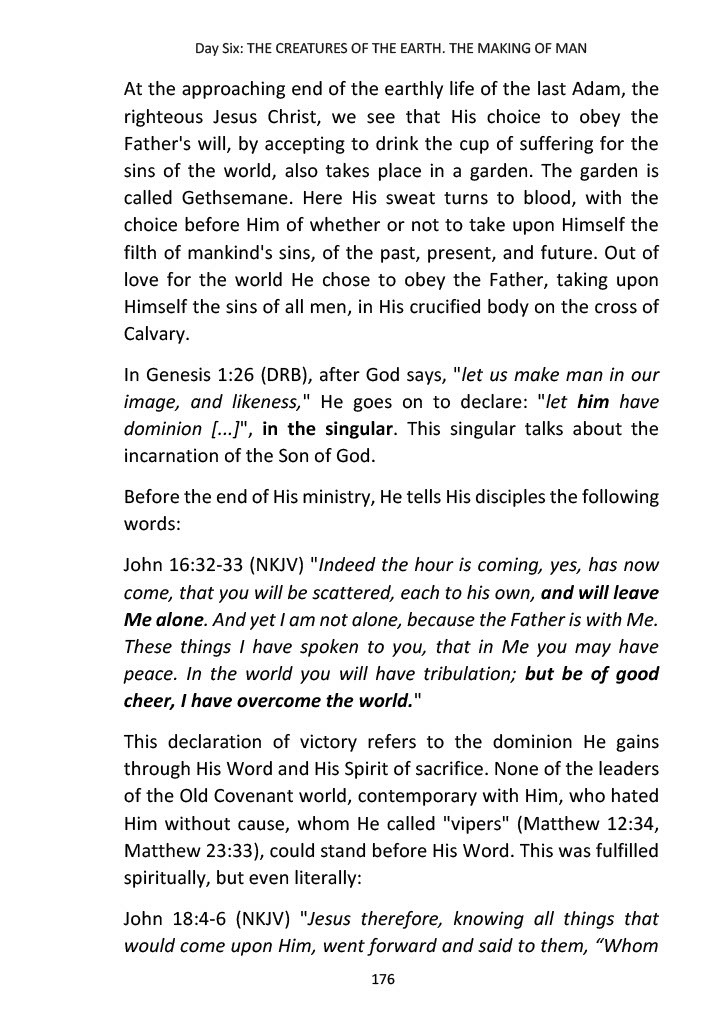 Day Six: THE CREATURES OF THE EARTH. THE MAKING OF MAN
At the approaching end of the earthly life of the last Adam, the
righteous Jesus Christ, we see that His choice to obey the
Father's will, by accepting to drink the cup of suffering for the
sins of the world, also takes place in a garden. The garden is
called Gethsemane. Here His sweat turns to blood, with the
choice before Him of whether or not to take upon Himself the
filth of mankind's sins, of the past, present, and future. Out of
love for the world He chose to obey the Father, taking upon
Himself the sins of all men, in His crucified body on the cross of
Calvary.
In Genesis 1:26 (DRB), after God says, "let us make man in our
image, and likeness," He goes on to declare: "let him have
dominion [...]", in the singular. This singular talks about the
incarnation of the Son of God.
Before the end of His ministry, He tells His disciples the following
words:
John 16:32-33 (NKJV) "Indeed the hour is coming, yes, has now
come, that you will be scattered, each to his own, and will leave
Me alone. And yet I am not alone, because the Father is with Me.
These things I have spoken to you, that in Me you may have
peace. In the world you will have tribulation; but be of good
cheer, I have overcome the world."
This declaration of victory refers to the dominion He gains
through His Word and His Spirit of sacrifice. None of the leaders
of the Old Covenant world, contemporary with Him, who hated
Him without cause, whom He called "vipers" (Matthew 12:34,
Matthew 23:33), could stand before His Word. This was fulfilled
spiritually, but even literally:
John 18:4-6 (NKJV) "Jesus therefore, knowing all things that
would come upon Him, went forward and said to them, “Whom
176